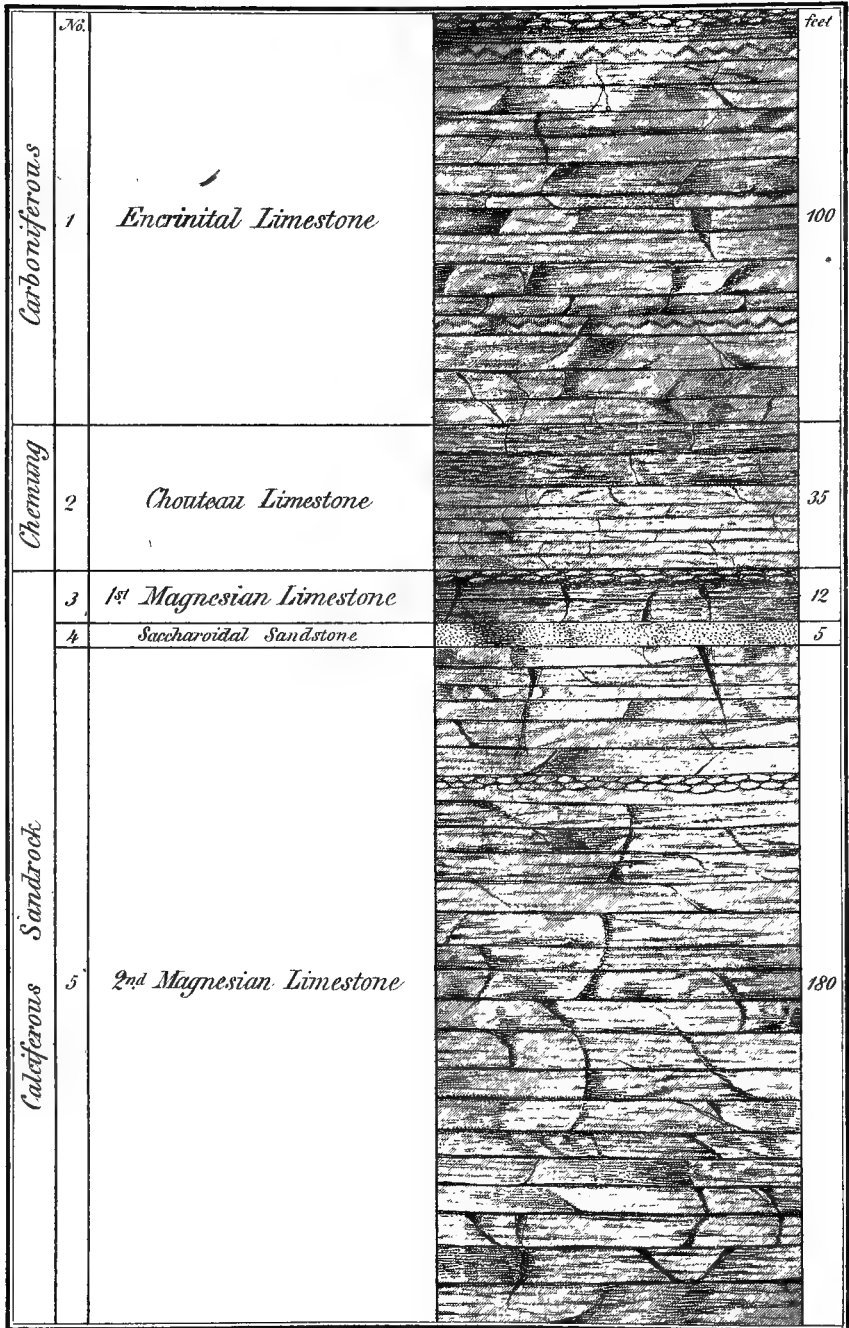 No. feet
Carboniferous
1 Encrinital Limestone 100
Chemung
2 Chouteau Limestone 35
Calciferous Sandrock
3 1st Magnesian Limestone 12
4 Saccharoidal Sandstone 5
5 2nd Magnesian Limestone 180